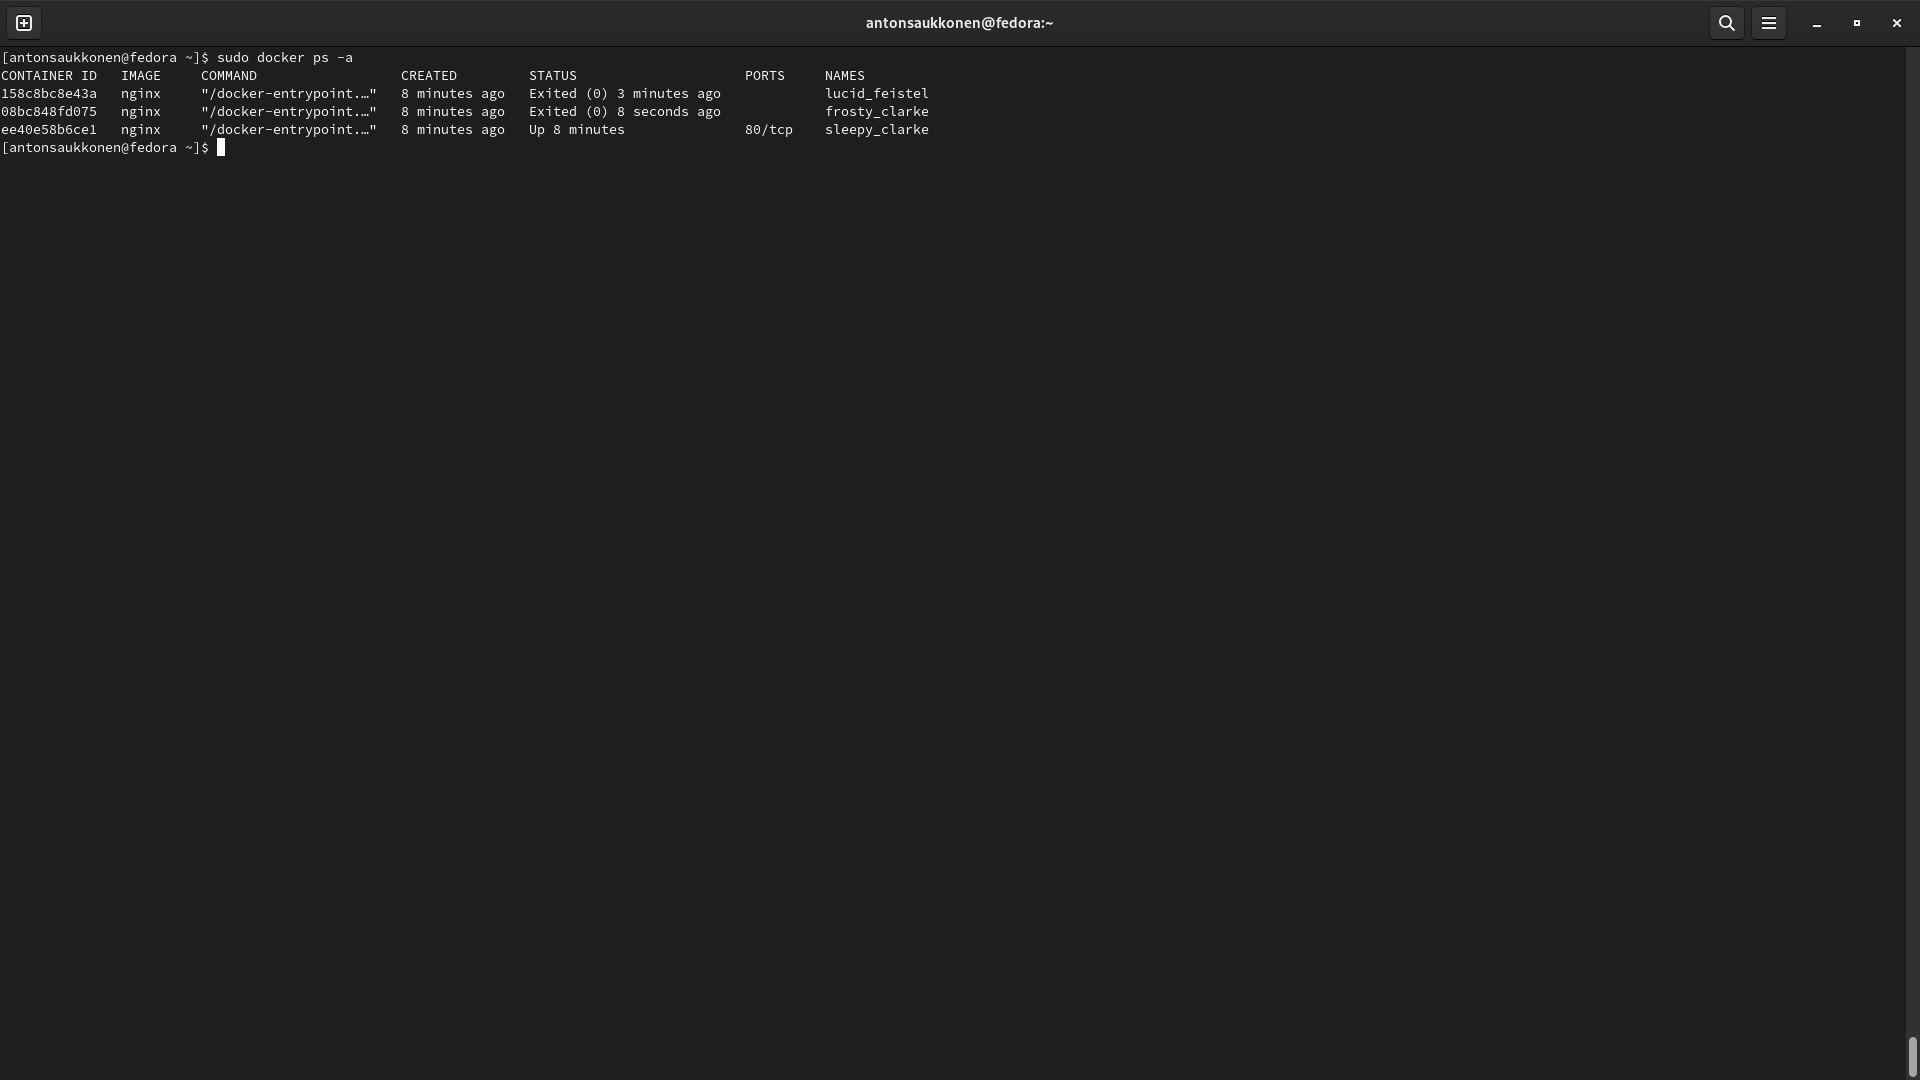 antonsaukkonen@fedora:~
[antonsaukkonen@fedora ~]$ sudo docker ps -a
CONTAINER ID   IMAGE     COMMAND                  CREATED         STATUS                     PORTS     NAMES
158c8bc8e43a   nginx     "/docker-entrypoint.…"   8 minutes ago   Exited (0) 3 minutes ago             lucid_feistel
08bc848fd075   nginx     "/docker-entrypoint.…"   8 minutes ago   Exited (0) 8 seconds ago             frosty_clarke
ee40e58b6ce1   nginx     "/docker-entrypoint.…"   8 minutes ago   Up 8 minutes               80/tcp    sleepy_clarke
[antonsaukkonen@fedora ~]$